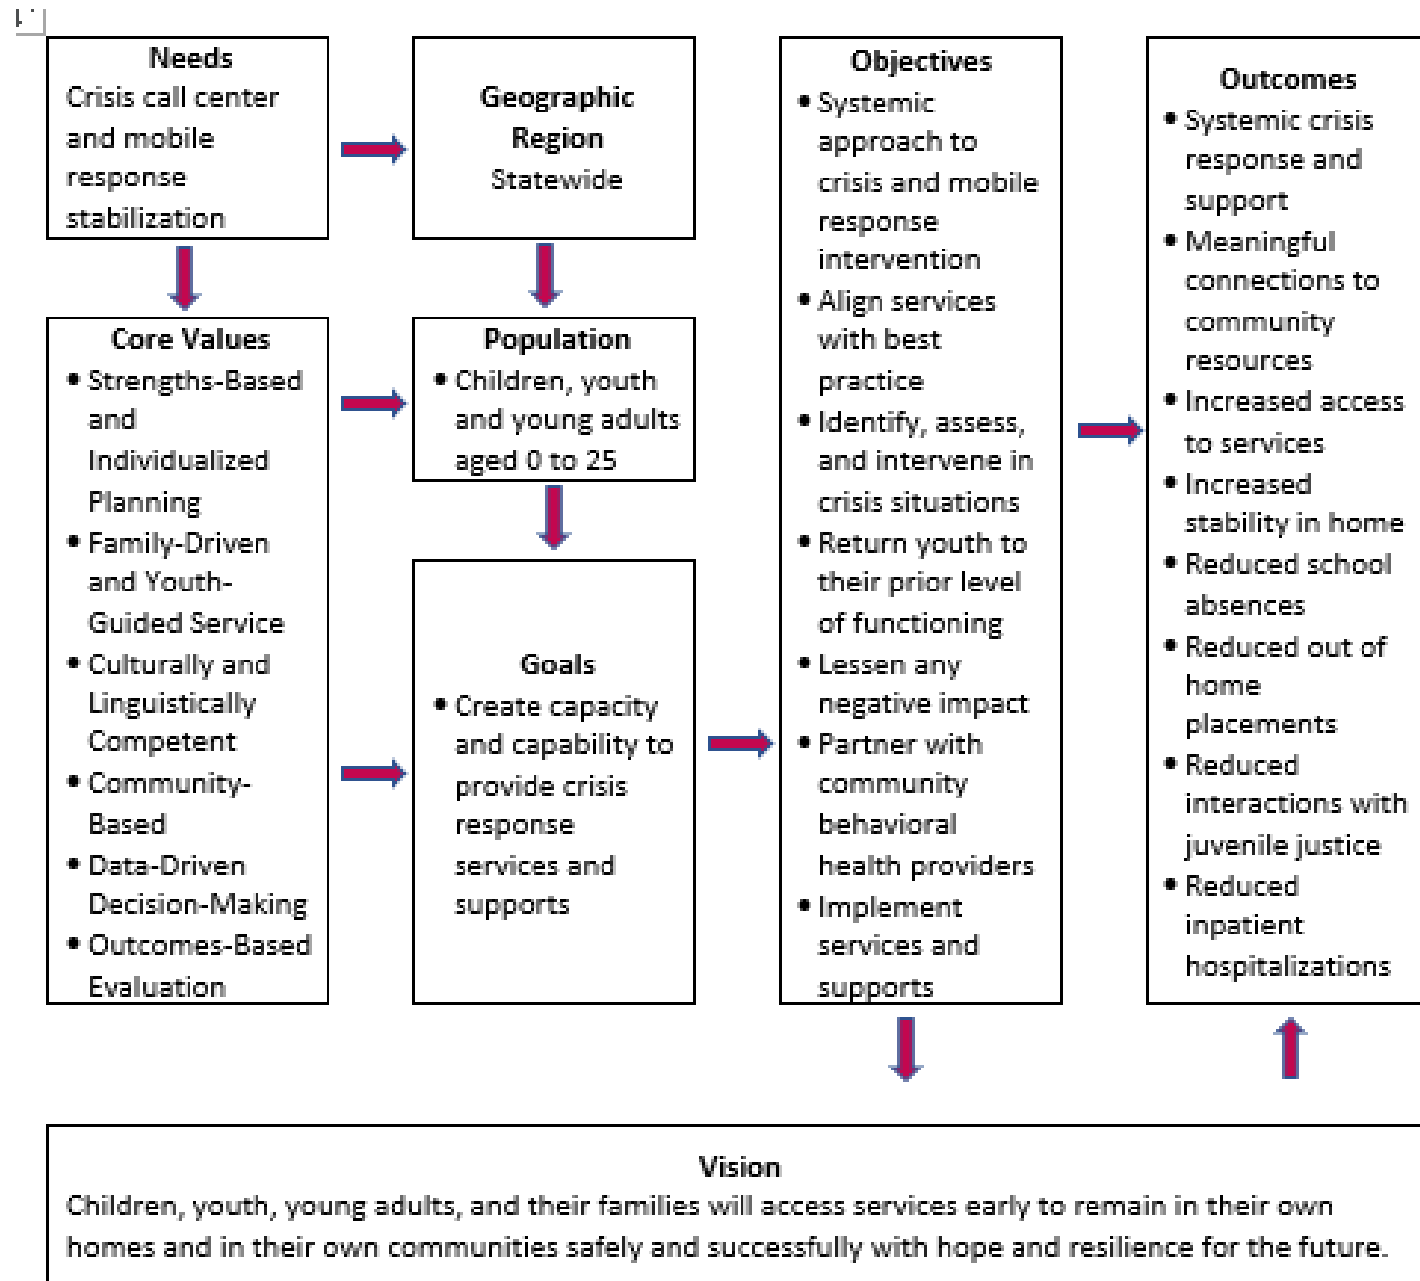 Needs
Crisis call center
and mobile
response
stabilization
Geographic
Region
Statewide
Core Values
• Strengths-Based
and
Individualized
Planning
• Family-Driven
and Youth-
Guided Service
• Culturally and
Linguistically
Competent
• Community-
Based
• Data-Driven
Decision-Making
• Outcomes-Based
Evaluation
Population
• Children, youth
and young adults
aged 0 to 25
Goals
• Create capacity
and capability to
provide crisis
response
services and
supports
Objectives
• Systemic
approach to
crisis and mobile
response
intervention
• Align services
with best
practice
• Identify, assess,
and intervene in
crisis situations
• Return youth to
their prior level
of functioning
• Lessen any
negative impact
• Partner with
community
behavioral
health providers
• Implement
services and
supports
Outcomes
• Systemic crisis
response and
support
• Meaningful
connections to
community
resources
• Increased access
to services
• Increased
stability in home
• Reduced school
absences
• Reduced out of
home
placements
• Reduced
interactions with
juvenile justice
• Reduced
inpatient
hospitalizations
Vision
Children, youth, young adults, and their families will access services early to remain in their own
homes and in their own communities safely and successfully with hope and resilience for the future.